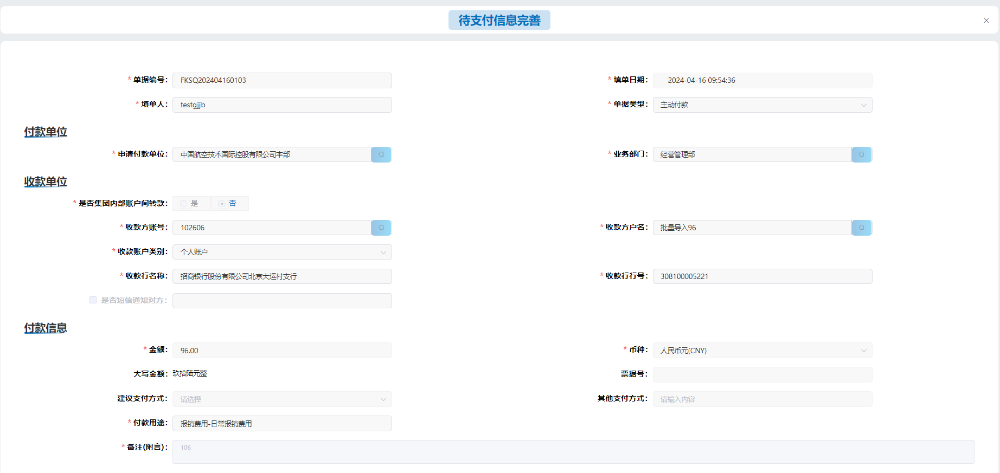 待支付信息完善
* 单据编号: FKSQ202404160103 * 填单日期: 2024-04-16 09:54:36
* 填单人: testgjjb * 单据类型: 主动付款
付款单位
* 申请付款单位: 中国航空技术国际控股有限公司本部 * 业务部门: 经营管理部
收款单位
* 是否集团内部账户间转款: 是 否
* 收款方账号: 102606 * 收款方户名: 批量导入96
* 收款账户类别: 个人账户
* 收款行名称: 招商银行股份有限公司北京大运村支行 * 收款行行号: 308100005221
是否短信通知对方:
付款信息
* 金额: 96.00 * 币种: 人民币元(CNY)
大写金额: 玖拾陆元整 票据号:
建议支付方式: 请选择 其他支付方式: 请输入内容
* 付款用途: 报销费用-日常报销费用
* 备注(附言): 106